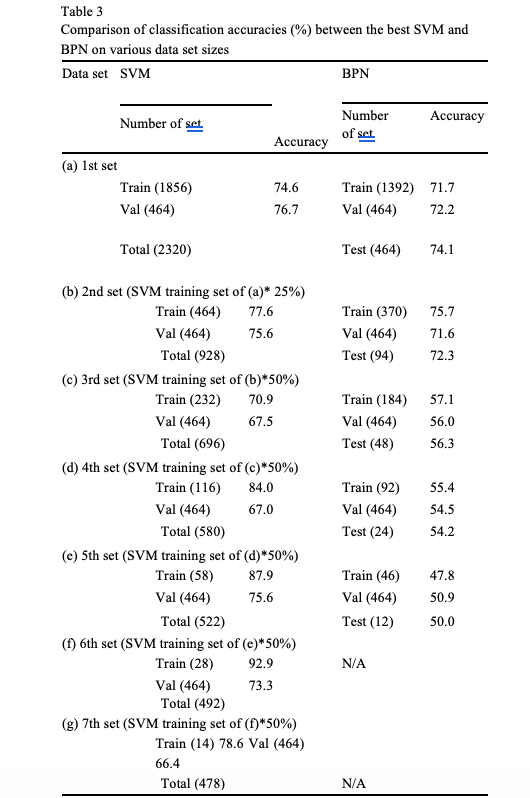 Table 3
Comparison of classification accuracies (%) between the best SVM and
BPN on various data set sizes
Data set SVM BPN
Number of set Accuracy Number of set Accuracy
(a) 1st set
Train (1856) 74.6 Train (1392) 71.7
Val (464) 76.7 Val (464) 72.2
Total (2320) Test (464) 74.1
(b) 2nd set (SVM training set of (a)* 25%)
Train (464) 77.6 Train (370) 75.7
Val (464) 75.6 Val (464) 71.6
Total (928) Test (94) 72.3
(c) 3rd set (SVM training set of (b)*50%)
Train (232) 70.9 Train (184) 57.1
Val (464) 67.5 Val (464) 56.0
Total (696) Test (48) 56.3
(d) 4th set (SVM training set of (c)*50%)
Train (116) 84.0 Train (92) 55.4
Val (464) 67.0 Val (464) 54.5
Total (580) Test (24) 54.2
(e) 5th set (SVM training set of (d)*50%)
Train (58) 87.9 Train (46) 47.8
Val (464) 75.6 Val (464) 50.9
Total (522) Test (12) 50.0
(f) 6th set (SVM training set of (e)*50%)
Train (28) 92.9 N/A
Val (464) 73.3
Total (492)
(g) 7th set (SVM training set of (f)*50%)
Train (14) 78.6 Val (464)
66.4
Total (478) N/A